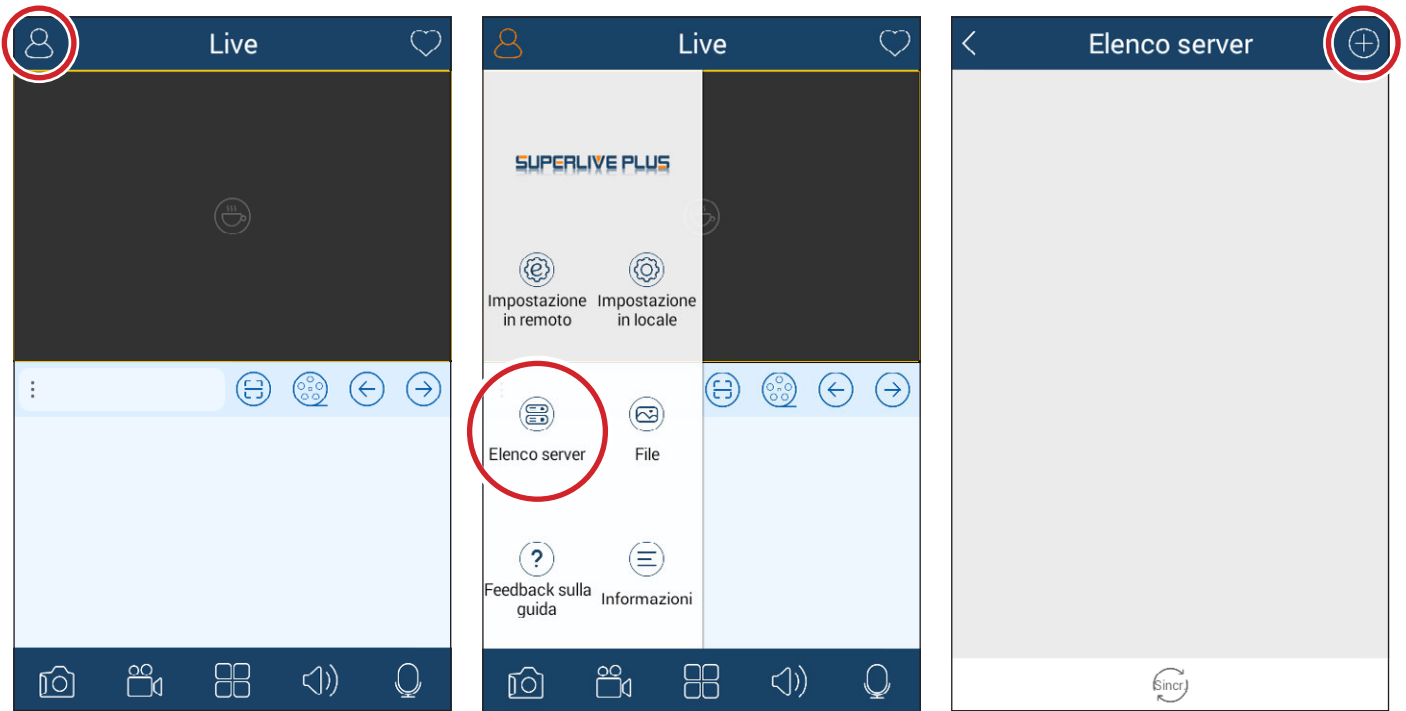 Live
Live
SUPERLIVE PLUS
Impostazione
in remoto
Impostazione
in locale
Elenco server
File
?
Feedback sulla
guida
Informazioni
Elenco server
Sincr.